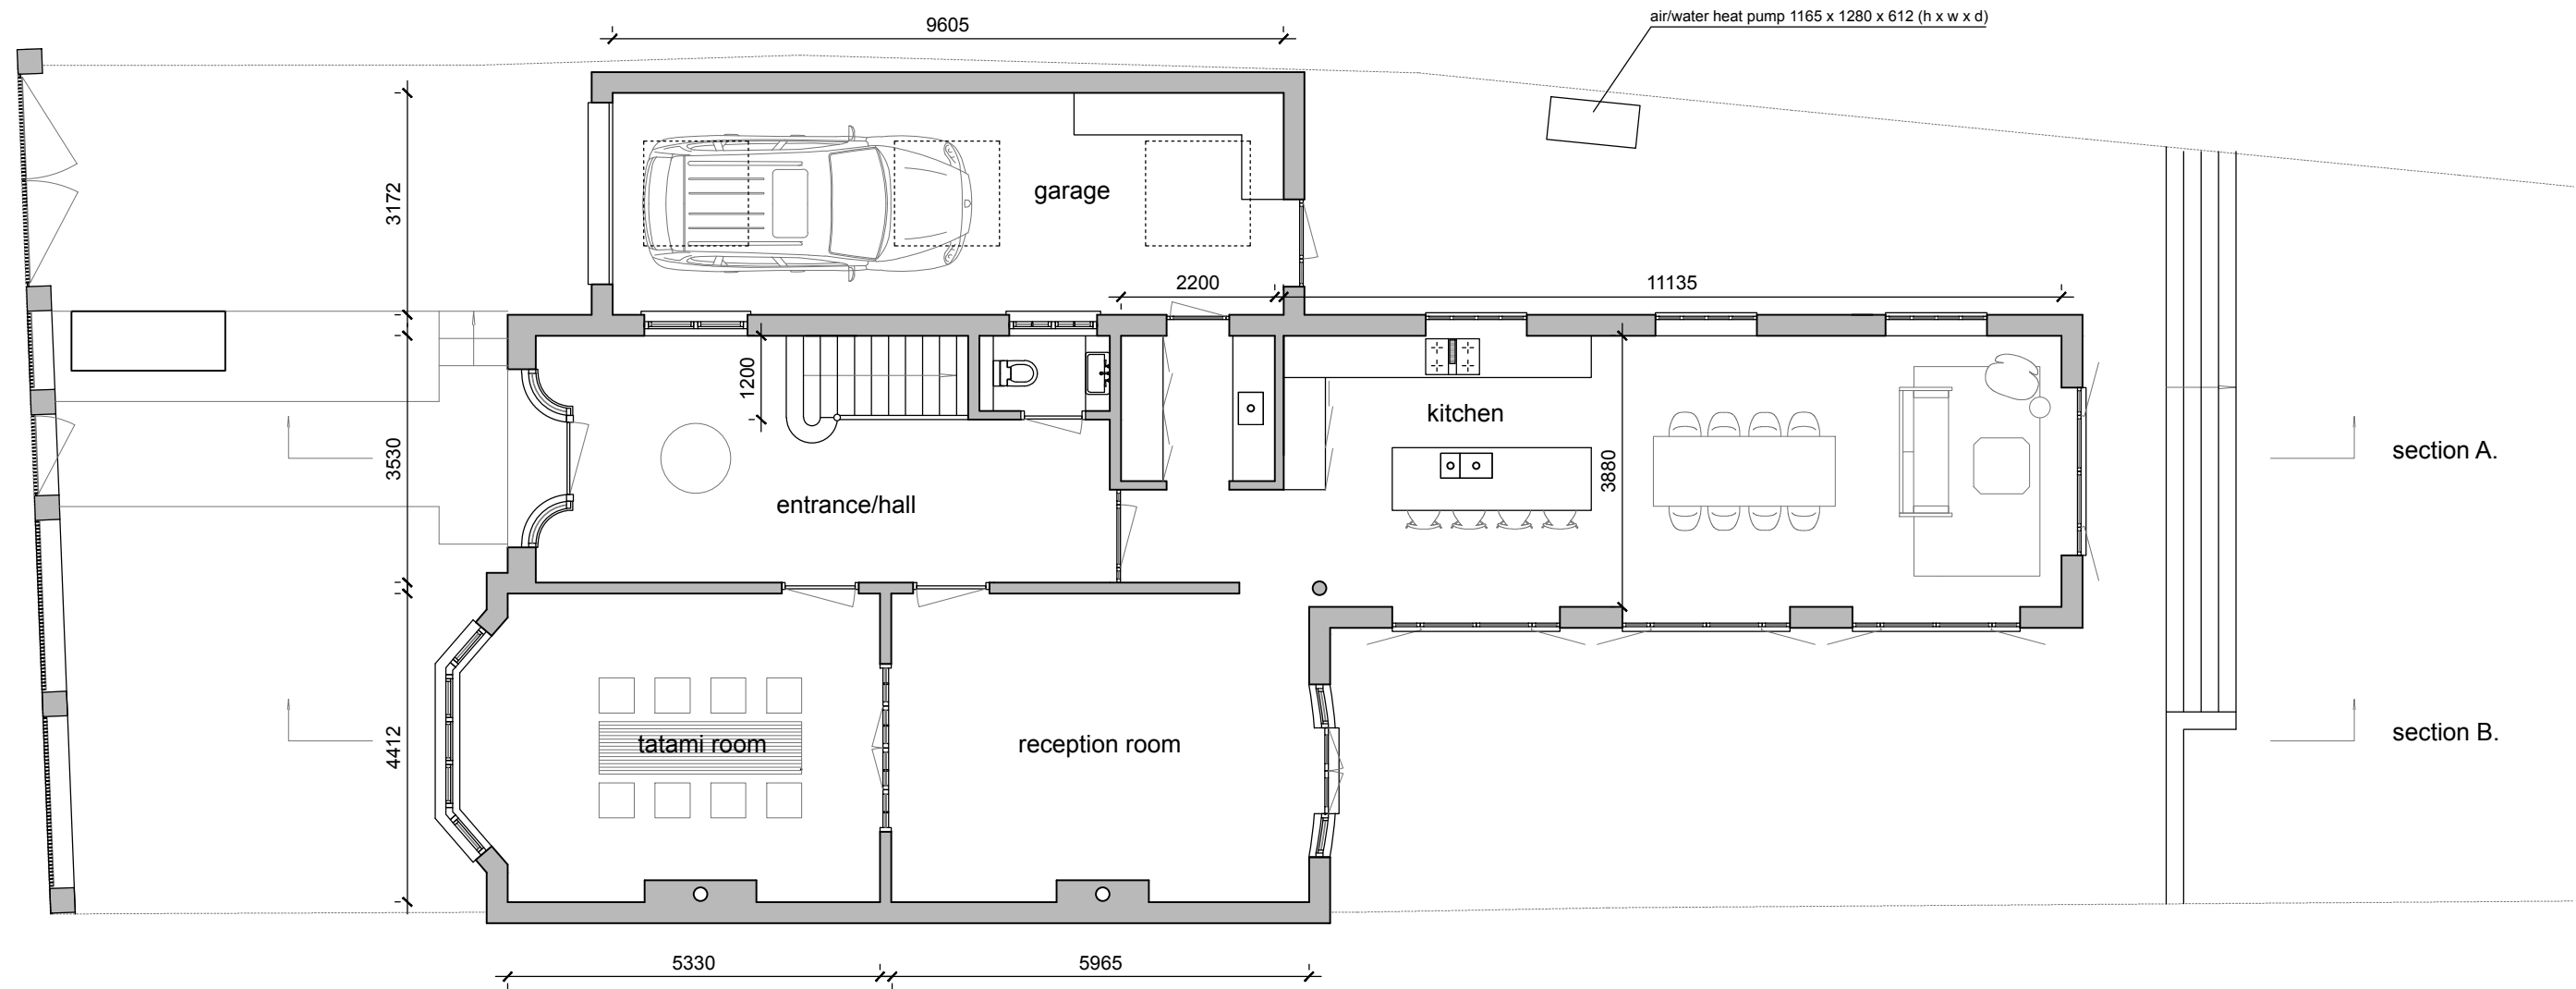 air/water heat pump 1165 x 1280 x 612 (h x w x d)
9605
3172
garage
2200
11135
1200
kitchen
3530
3880
section A.
entrance/hall
4412
tatami room
reception room
section B.
5330
5965